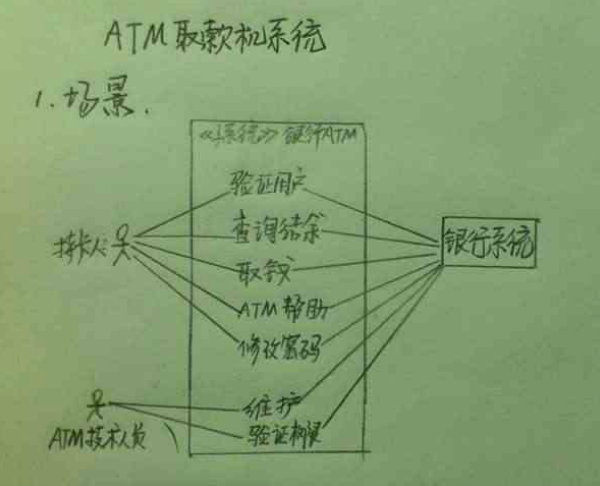 ATM取款机系统
1. 场景.
《系统》银行ATM
验证用户
查询结余
持卡人
银行系统
取钱
ATM帮助
修改密码
维护
ATM技术人员
验证权限